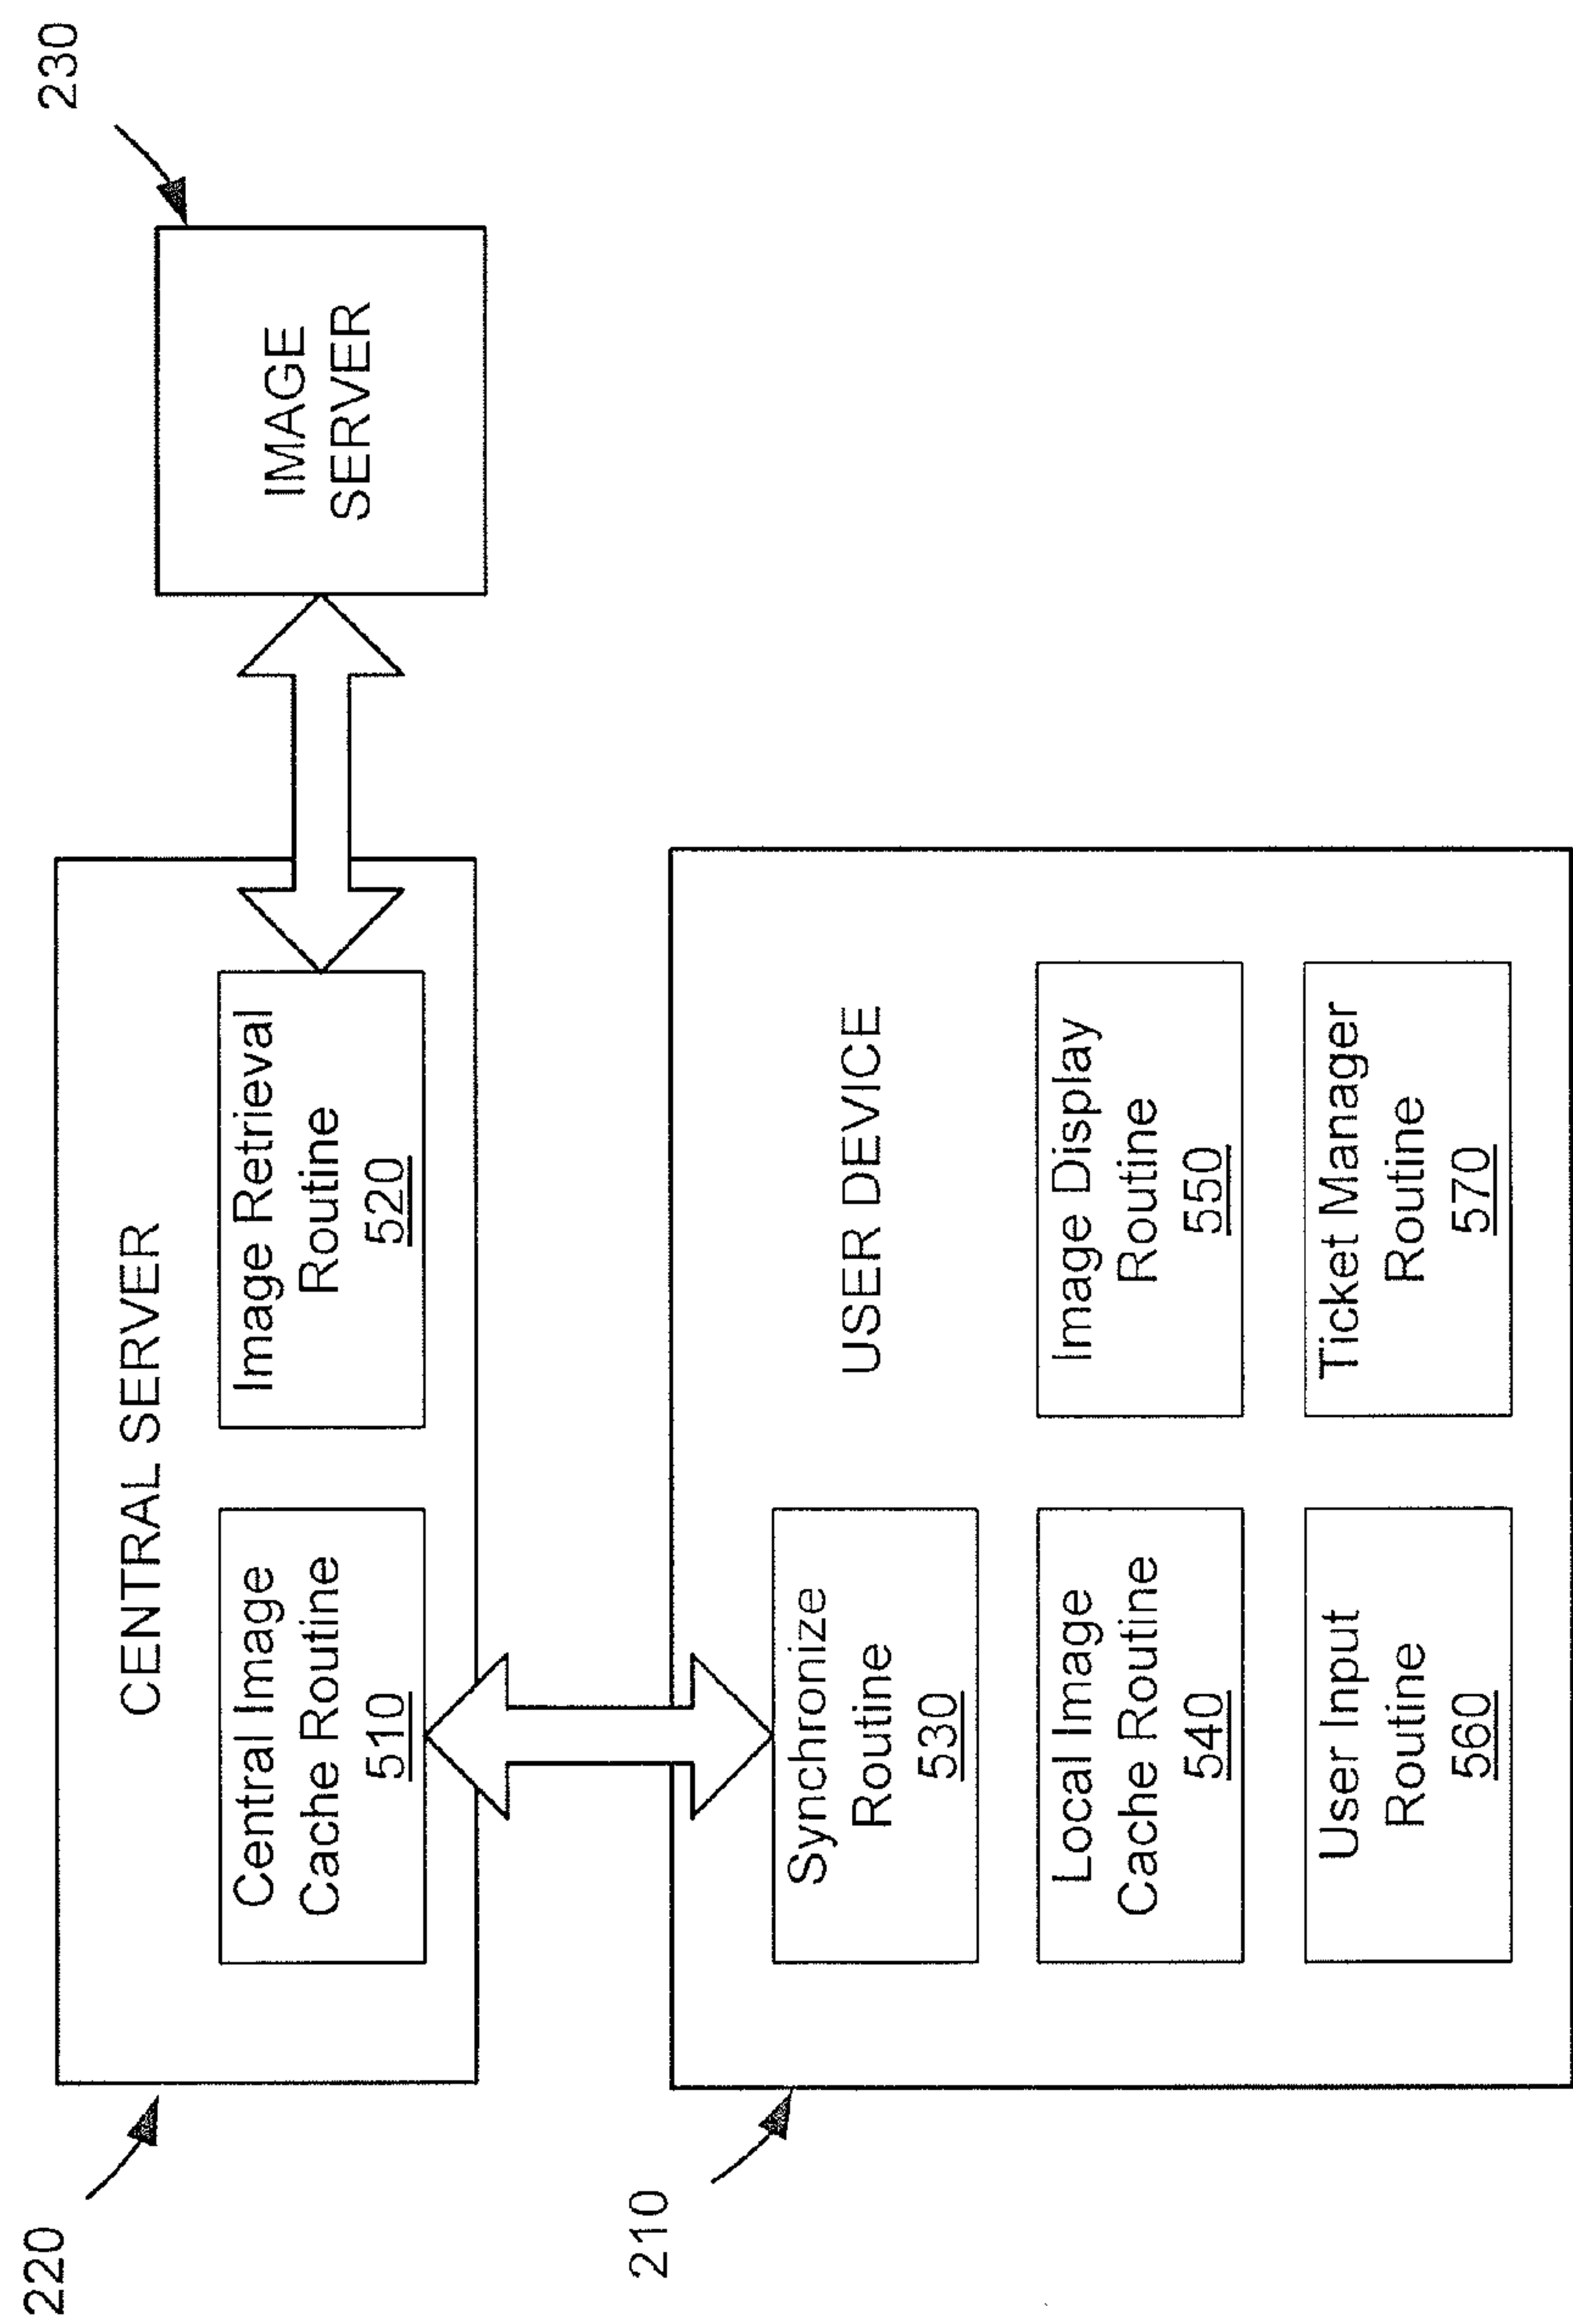 230
IMAGE
SERVER
220
CENTRAL SERVER
Central Image
Cache Routine
510
Image Retrieval
Routine
520
210
USER DEVICE
Synchronize
Routine
530
Local Image
Cache Routine
540
Image Display
Routine
550
User Input
Routine
560
Ticket Manager
Routine
570